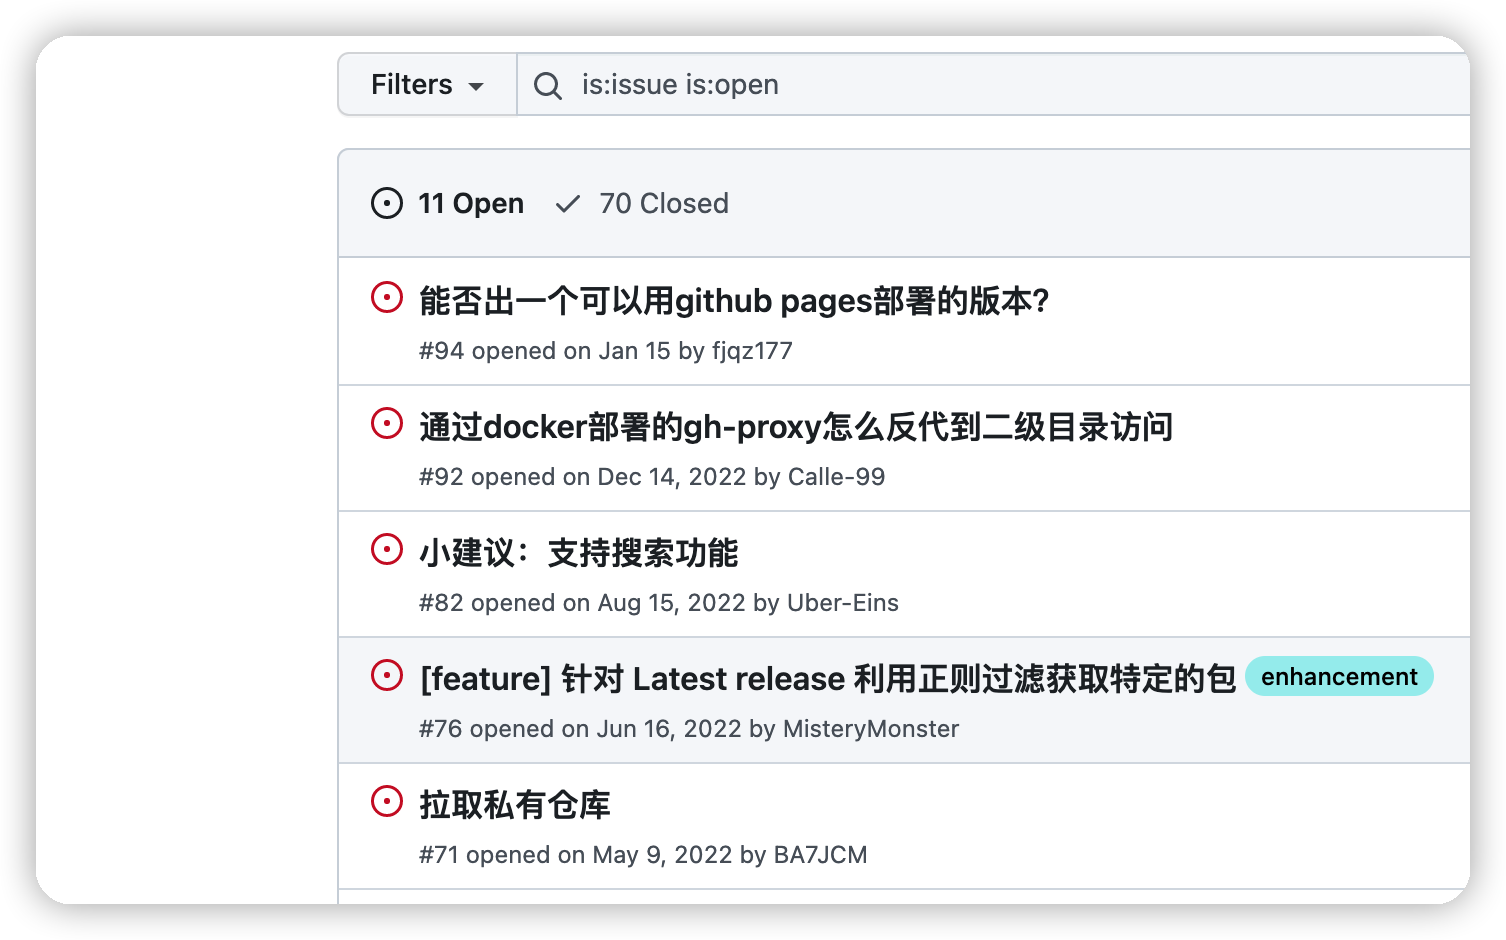 Filters
is:issue is:open
11 Open 70 Closed
能否出一个可以用github pages部署的版本?
#94 opened on Jan 15 by fjqz177
通过docker部署的gh-proxy怎么反代到二级目录访问
#92 opened on Dec 14, 2022 by Calle-99
小建议：支持搜索功能
#82 opened on Aug 15, 2022 by Uber-Eins
[feature] 针对 Latest release 利用正则过滤获取特定的包 enhancement
#76 opened on Jun 16, 2022 by MisteryMonster
拉取私有仓库
#71 opened on May 9, 2022 by BA7JCM